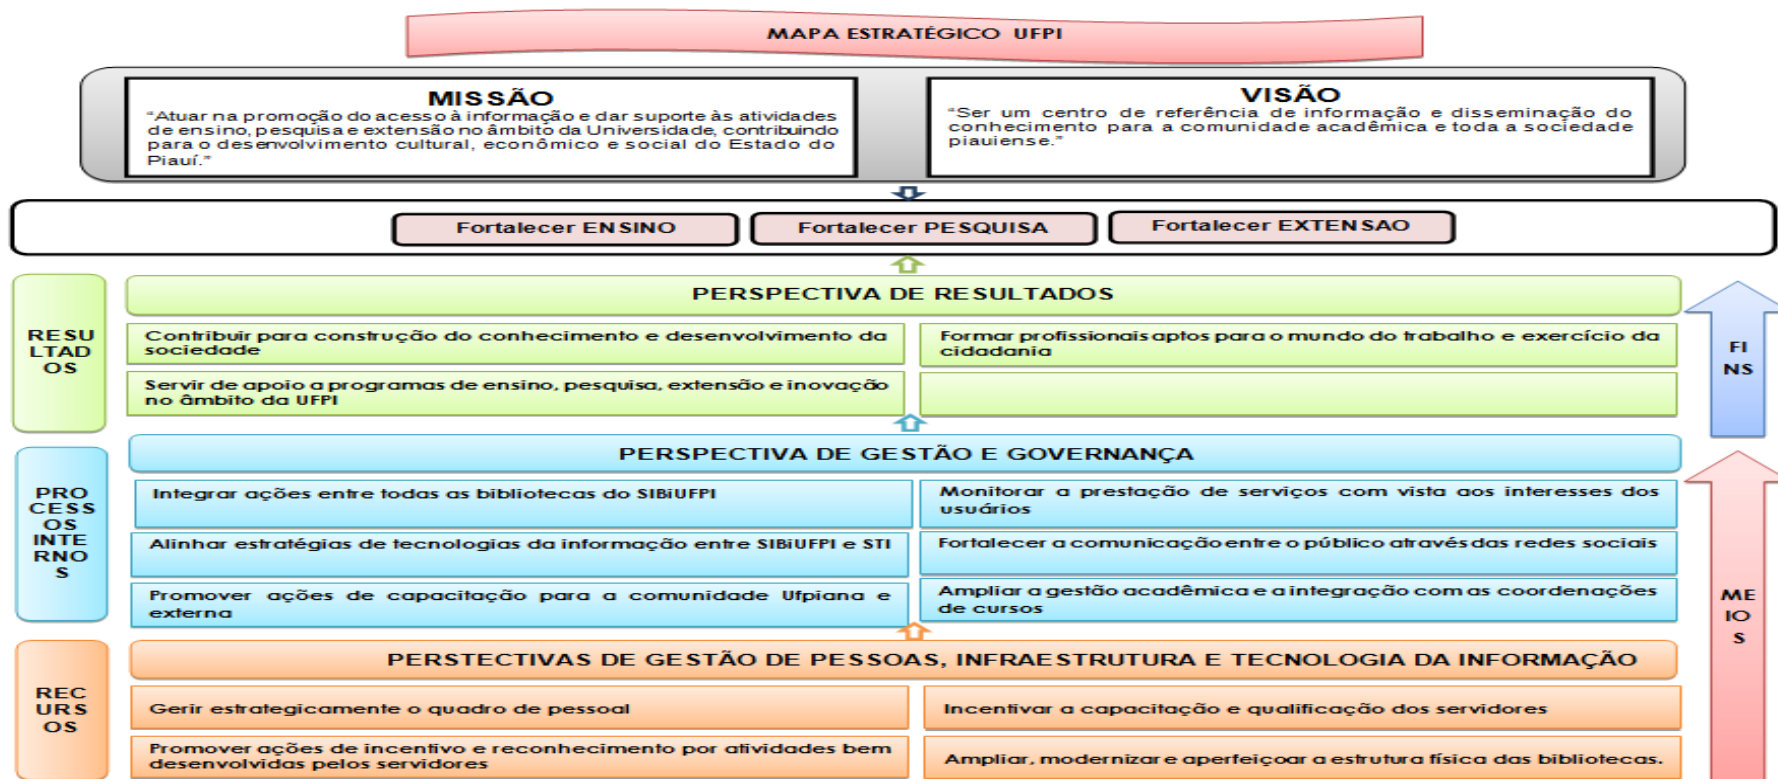 MAPA ESTRATÉGICO UFPI
MISSÃO
“Atuar na promoção do acesso à informação e dar suporte às atividades
de ensino, pesquisa e extensão no âmbito da Universidade, contribuindo
para o desenvolvimento cultural, econômico e social do Estado do
Piauí.”
VISÃO
“Ser um centro de referência de informação e disseminação do
conhecimento para a comunidade acadêmica e toda a sociedade
piauiense.”
Fortalecer ENSINO
Fortalecer PESQUISA
Fortalecer EXTENSAO
RESU
LTAD
OS
PERSPECTIVA DE RESULTADOS
Contribuir para construção do conhecimento e desenvolvimento da
sociedade
Formar profissionais aptos para o mundo do trabalho e exercício da
cidadania
Servir de apoio a programas de ensino, pesquisa, extensão e inovação
no âmbito da UFPI
FI
NS
PRO
CESS
OS
INTE
RNO
S
PERSPECTIVA DE GESTÃO E GOVERNANÇA
Integrar ações entre todas as bibliotecas do SIBiUFPI
Monitorar a prestação de serviços com vista aos interesses dos
usuários
Alinhar estratégias de tecnologias da informação entre SIBiUFPI e STI
Fortalecer a comunicação entre o público através das redes sociais
Promover ações de capacitação para a comunidade Ufpiana e
externa
Ampliar a gestão acadêmica e a integração com as coordenações
de cursos
ME
IO
S
REC
URS
OS
PERSTECTIVAS DE GESTÃO DE PESSOAS, INFRAESTRUTURA E TECNOLOGIA DA INFORMAÇÃO
Gerir estrategicamente o quadro de pessoal
Incentivar a capacitação e qualificação dos servidores
Promover ações de incentivo e reconhecimento por atividades bem
desenvolvidas pelos servidores
Ampliar, modernizar e aperfeiçoar a estrutura física das bibliotecas.